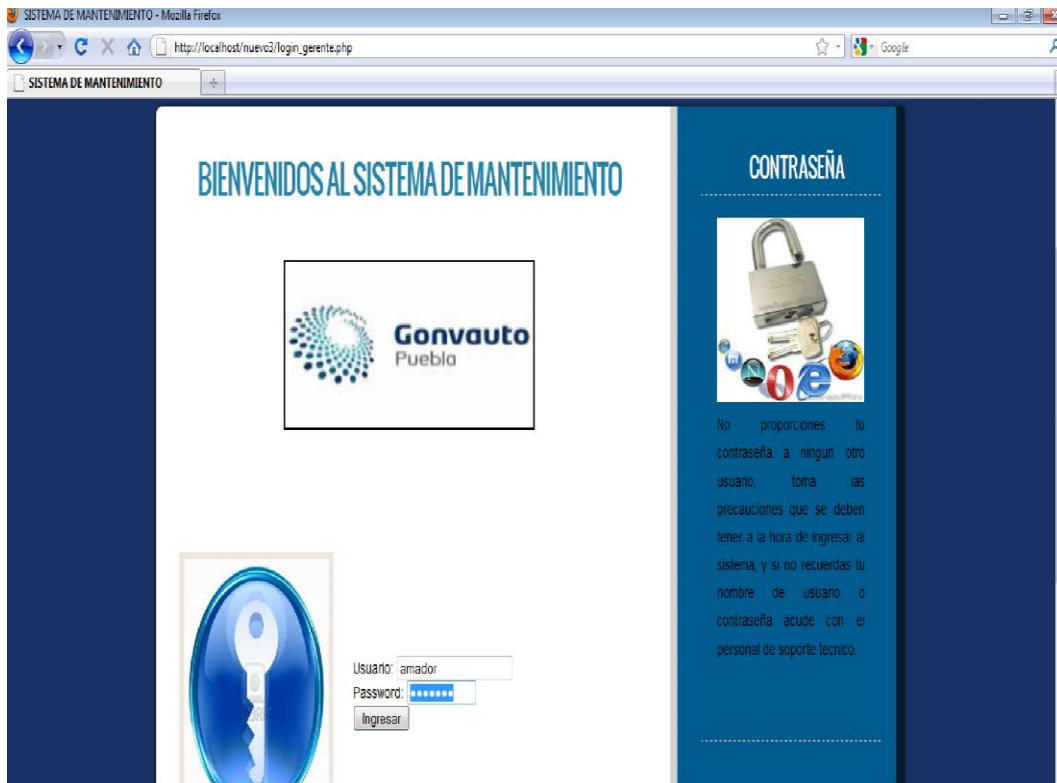 SISTEMA DE MANTENIMIENTO - Mozilla Firefox
http://localhost/nuevo3/login_gerente.php
Google
SISTEMA DE MANTENIMIENTO
BIENVENIDOS AL SISTEMA DE MANTENIMIENTO
Gonvauto
Puebla
Usuario: amador
Password: •••••••
Ingresar
CONTRASEÑA
No proporciones tu
contraseña a ningun otro
usuario, toma las
precauciones que se deben
tener a la hora de ingresar al
sistema, y si no recuerdas tu
nombre de usuario o
contraseña acude con el
personal de soporte tecnico.